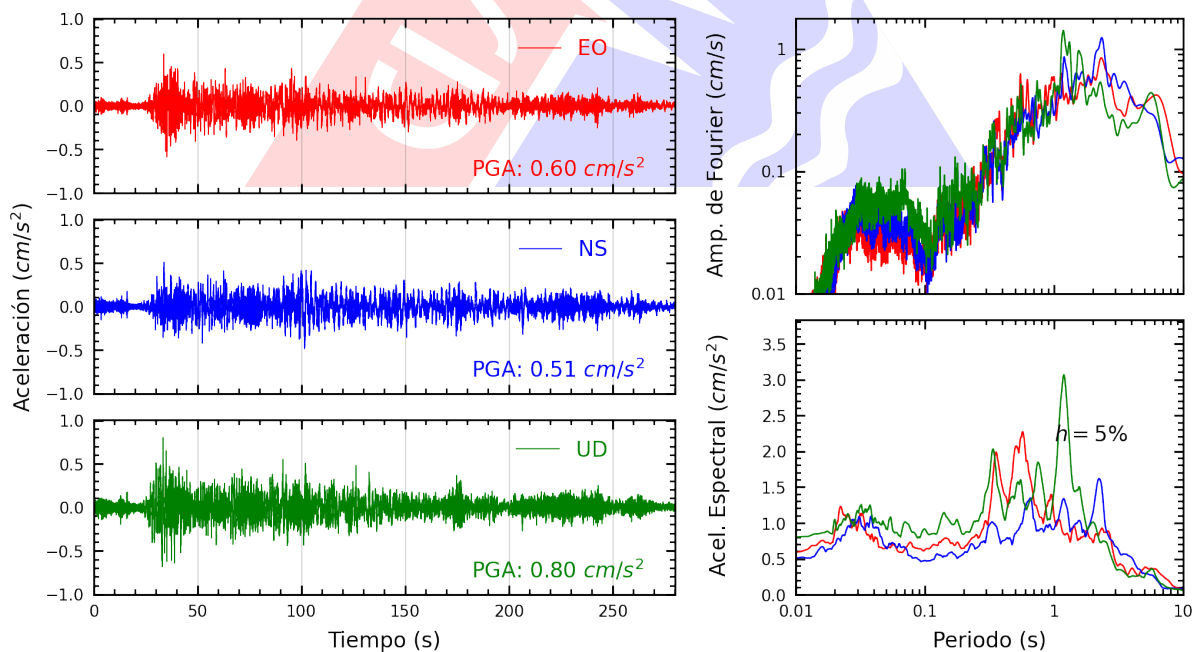 Aceleración (cm/s²)
1.0
0.5
0.0
−0.5
−1.0
EO
PGA: 0.60 cm/s²
1.0
0.5
0.0
−0.5
−1.0
NS
PGA: 0.51 cm/s²
1.0
0.5
0.0
−0.5
−1.0
UD
PGA: 0.80 cm/s²
0 50 100 150 200 250
Tiempo (s)
Amp. de Fourier (cm/s)
1
0.1
0.01
Acel. Espectral (cm/s²)
3.5
3.0
2.5
2.0
1.5
1.0
0.5
0.0
h = 5%
0.01 0.1 1 10
Periodo (s)